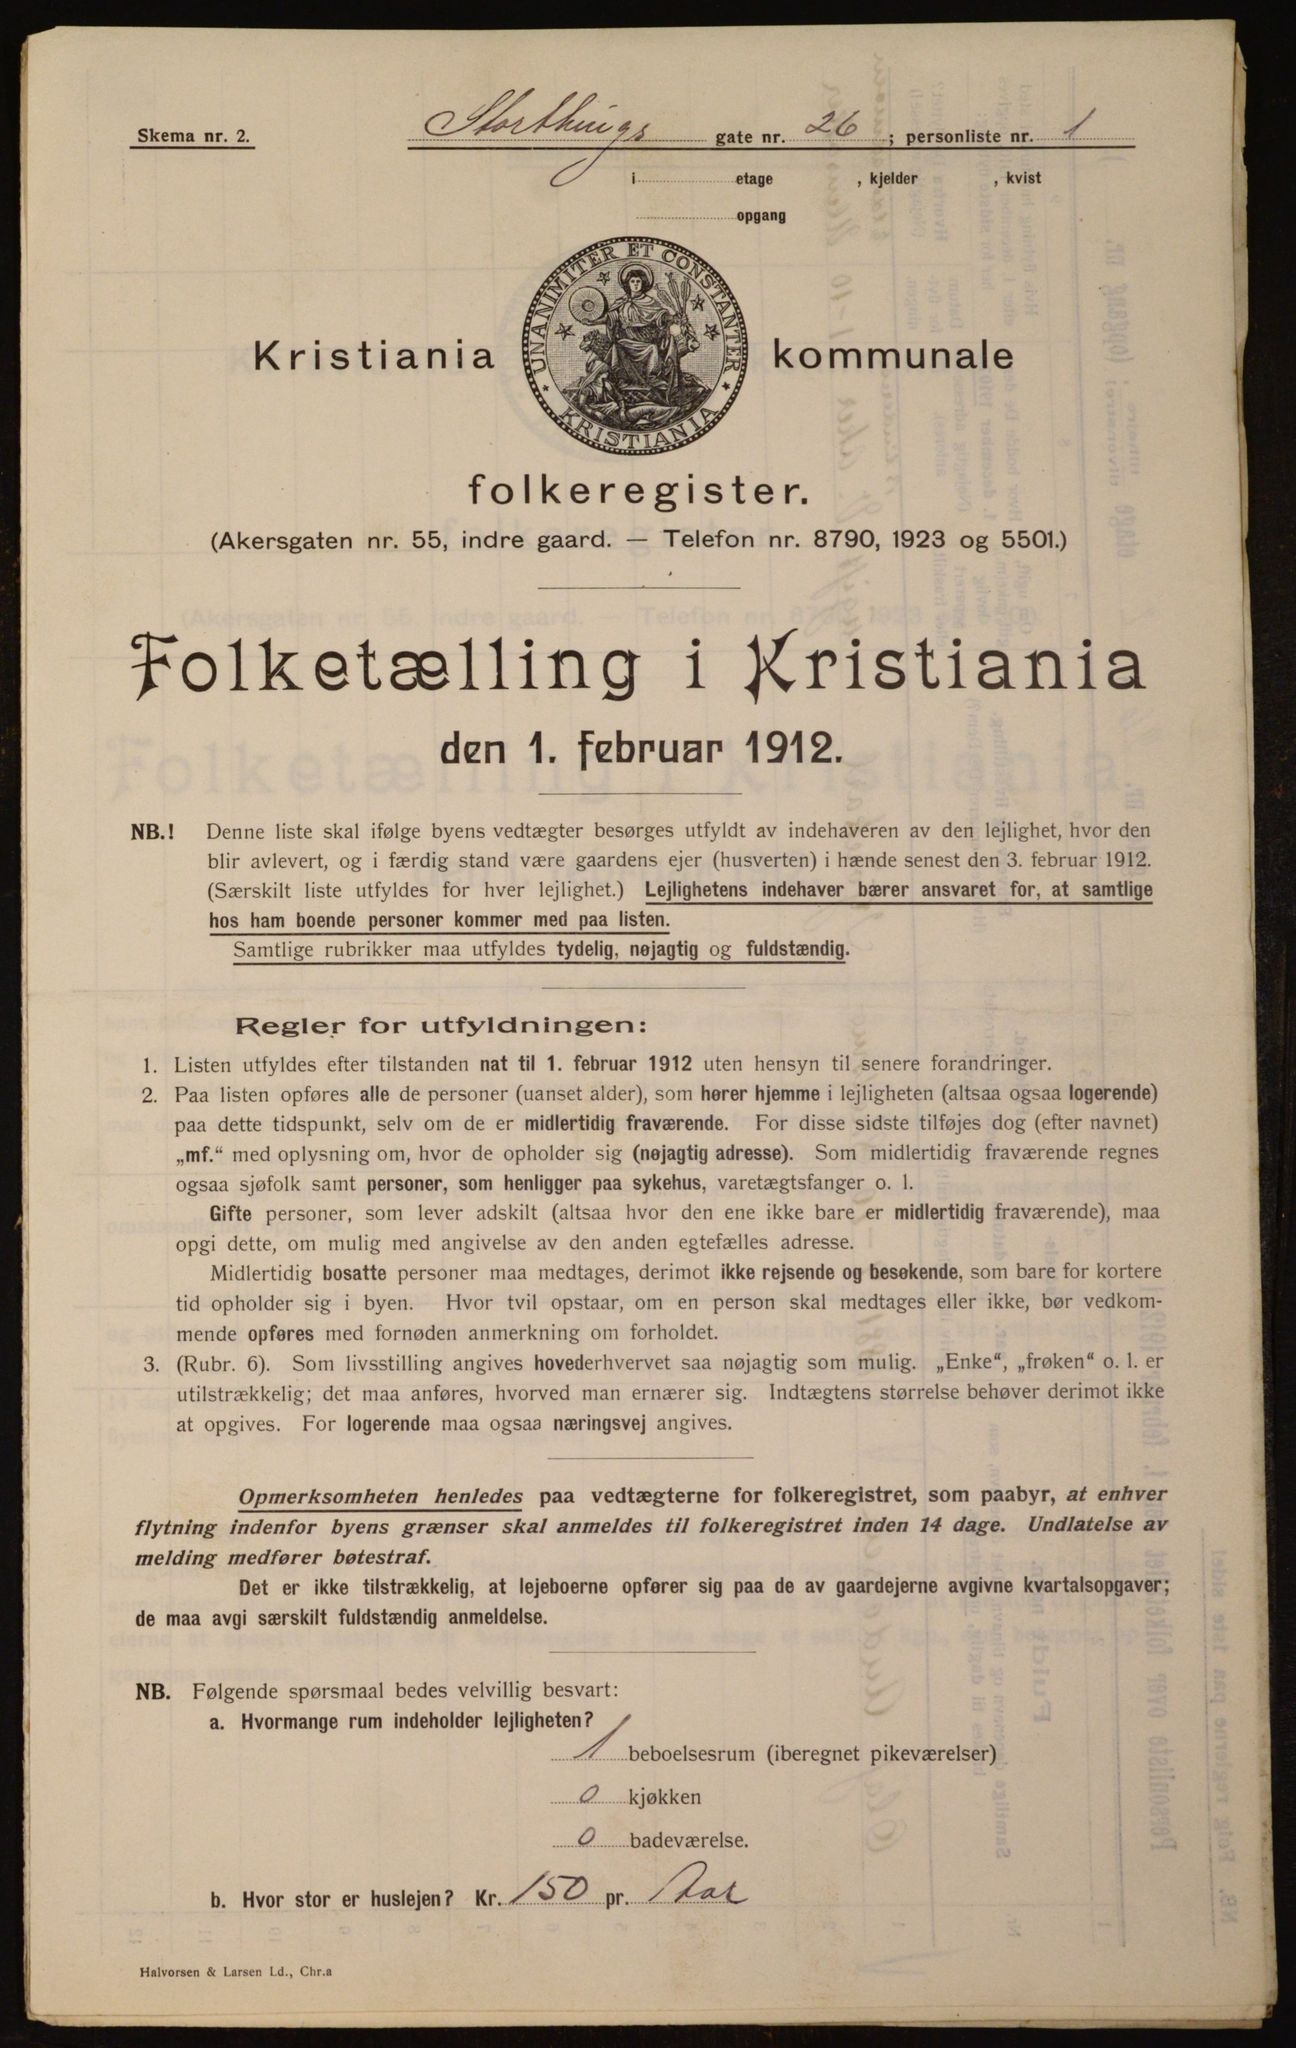 Skema nr. 2.
Storthings gate nr. 26 ; personliste nr. 1
i etage , kjelder , kvist
opgang
UNANIMITER ET CONSTANTER
KRISTIANIA
Kristiania kommunale
folkeregister.
(Akersgaten nr. 55, indre gaard. — Telefon nr. 8790, 1923 og 5501.)
Folketælling i Kristiania
den 1. februar 1912.
NB.! Denne liste skal ifølge byens vedtægter besørges utfyldt av indehaveren av den lejlighet, hvor den
blir avlevert, og i færdig stand være gaardens ejer (husverten) i hænde senest den 3. februar 1912.
(Særskilt liste utfyldes for hver lejlighet.) Lejlighetens indehaver bærer ansvaret for, at samtlige
hos ham boende personer kommer med paa listen.
Samtlige rubrikker maa utfyldes tydelig, nøjagtig og fuldstændig.
Regler for utfyldningen:
1. Listen utfyldes efter tilstanden nat til 1. februar 1912 uten hensyn til senere forandringer.
2. Paa listen opføres alle de personer (uanset alder), som hører hjemme i lejligheten (altsaa ogsaa logerende)
paa dette tidspunkt, selv om de er midlertidig fraværende. For disse sidste tilføjes dog (efter navnet)
„mf.“ med oplysning om, hvor de opholder sig (nøjagtig adresse). Som midlertidig fraværende regnes
ogsaa sjøfolk samt personer, som henligger paa sykehus, varetægtsfanger o. l.
Gifte personer, som lever adskilt (altsaa hvor den ene ikke bare er midlertidig fraværende), maa
opgi dette, om mulig med angivelse av den anden egtefælles adresse.
Midlertidig bosatte personer maa medtages, derimot ikke rejsende og besøkende, som bare for kortere
tid opholder sig i byen. Hvor tvil opstaar, om en person skal medtages eller ikke, bør vedkom-
mende opføres med fornøden anmerkning om forholdet.
3. (Rubr. 6). Som livsstilling angives hovederhvervet saa nøjagtig som mulig. „Enke“, „frøken“ o. l. er
utilstrækkelig; det maa anføres, hvorved man ernærer sig. Indtægtens størrelse behøver derimot ikke
at opgives. For logerende maa ogsaa næringsvej angives.
Opmerksomheten henledes paa vedtægterne for folkeregistret, som paabyr, at enhver
flytning indenfor byens grænser skal anmeldes til folkeregistret inden 14 dage. Undlatelse av
melding medfører bøtestraf.
Det er ikke tilstrækkelig, at lejeboerne opfører sig paa de av gaardejerne avgivne kvartalsopgaver;
de maa avgi særskilt fuldstændig anmeldelse.
NB. Følgende spørsmaal bedes velvillig besvart:
a. Hvormange rum indeholder lejligheten?
1 beboelsesrum (iberegnet pikeværelser)
0 kjøkken
0 badeværelse.
b. Hvor stor er huslejen? Kr. 150 pr. Aar
Halvorsen & Larsen Ld., Chr.a